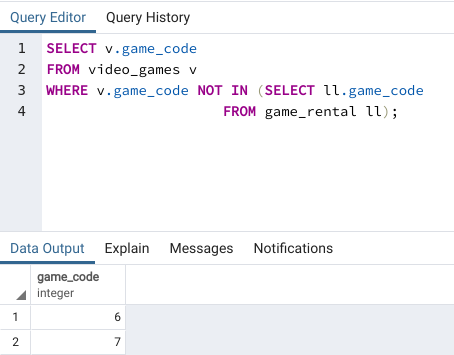 Query Editor Query History
1 SELECT v.game_code
2 FROM video_games v
3 WHERE v.game_code NOT IN (SELECT ll.game_code
4 FROM game_rental ll);
Data Output Explain Messages Notifications
game_code
integer
1 6
2 7